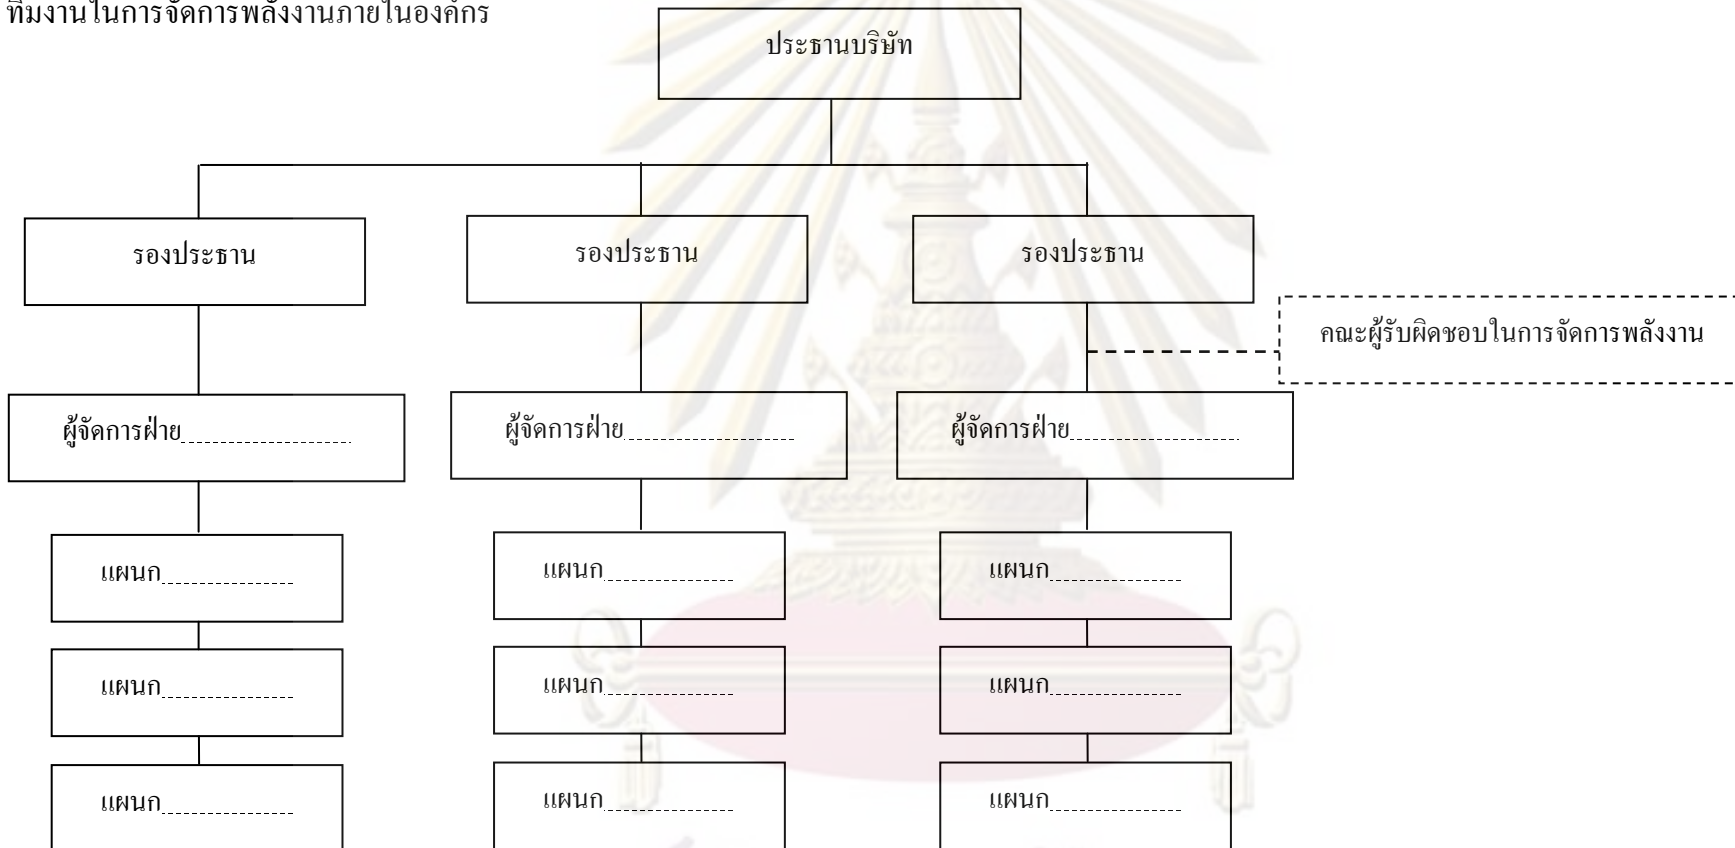 ทีมงานในการจัดการพลังงานภายในองค์กร
ประธานบริษัท
รองประธาน
รองประธาน
รองประธาน
คณะผู้รับผิดชอบในการจัดการพลังงาน
ผู้จัดการฝ่าย
ผู้จัดการฝ่าย
ผู้จัดการฝ่าย
แผนก
แผนก
แผนก
แผนก
แผนก
แผนก
แผนก
แผนก
แผนก